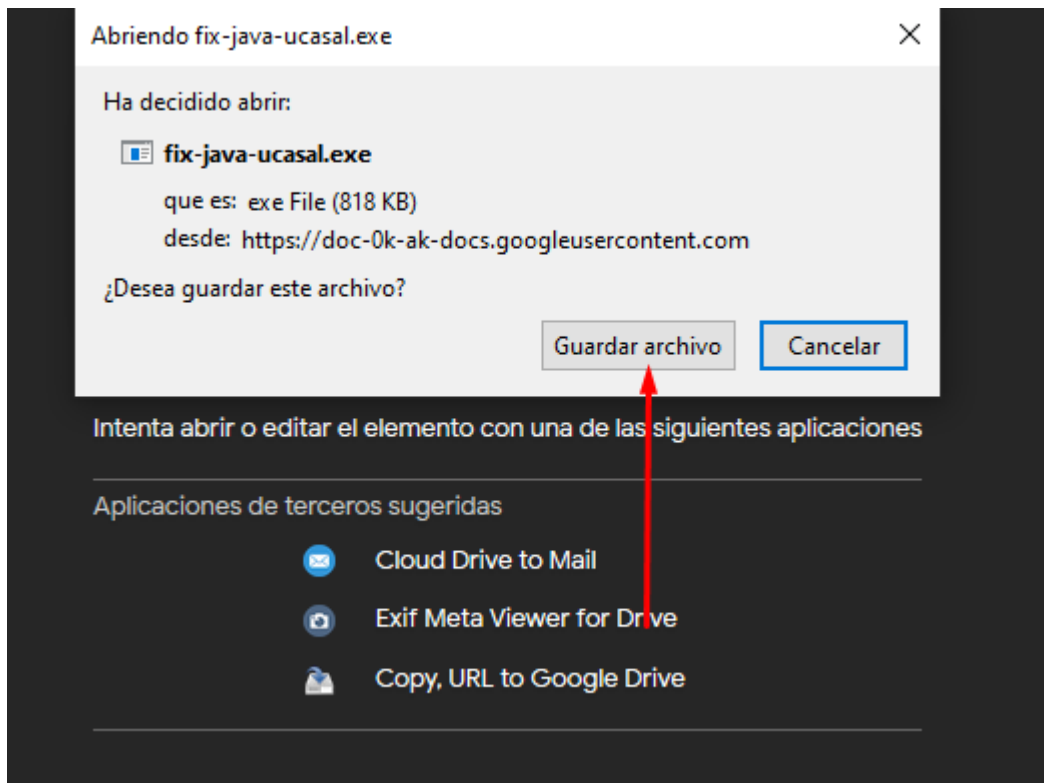 Abriendo fix-java-ucasal.exe
Ha decidido abrir:
fix-java-ucasal.exe
que es: exe File (818 KB)
desde: https://doc-0k-ak-docs.googleusercontent.com
¿Desea guardar este archivo?
Guardar archivo Cancelar
Intenta abrir o editar el elemento con una de las siguientes aplicaciones
Aplicaciones de terceros sugeridas
Cloud Drive to Mail
Exif Meta Viewer for Drive
Copy, URL to Google Drive